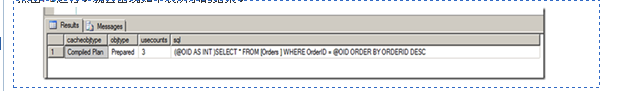 Results Messages
cacheobjtype objtype usecounts sql
1 Compiled Plan Prepared 3 (@OID AS INT )SELECT * FROM [Orders ] WHERE OrderID = @OID ORDER BY ORDERID DESC